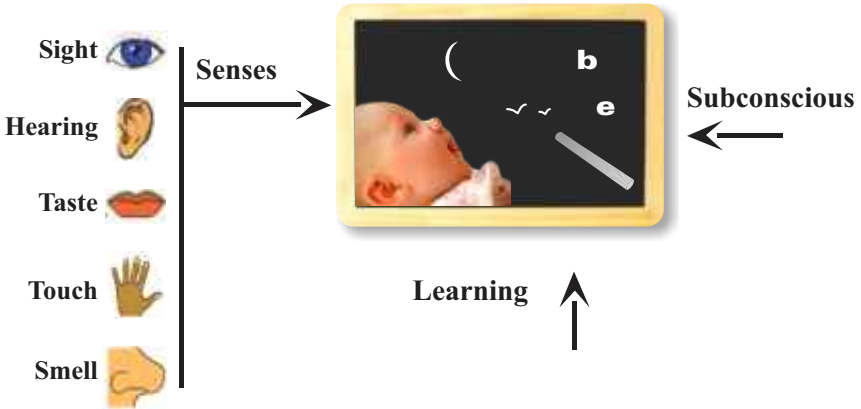 Sight
Senses
Hearing
Taste
Touch
Smell
b
e
Subconscious
Learning